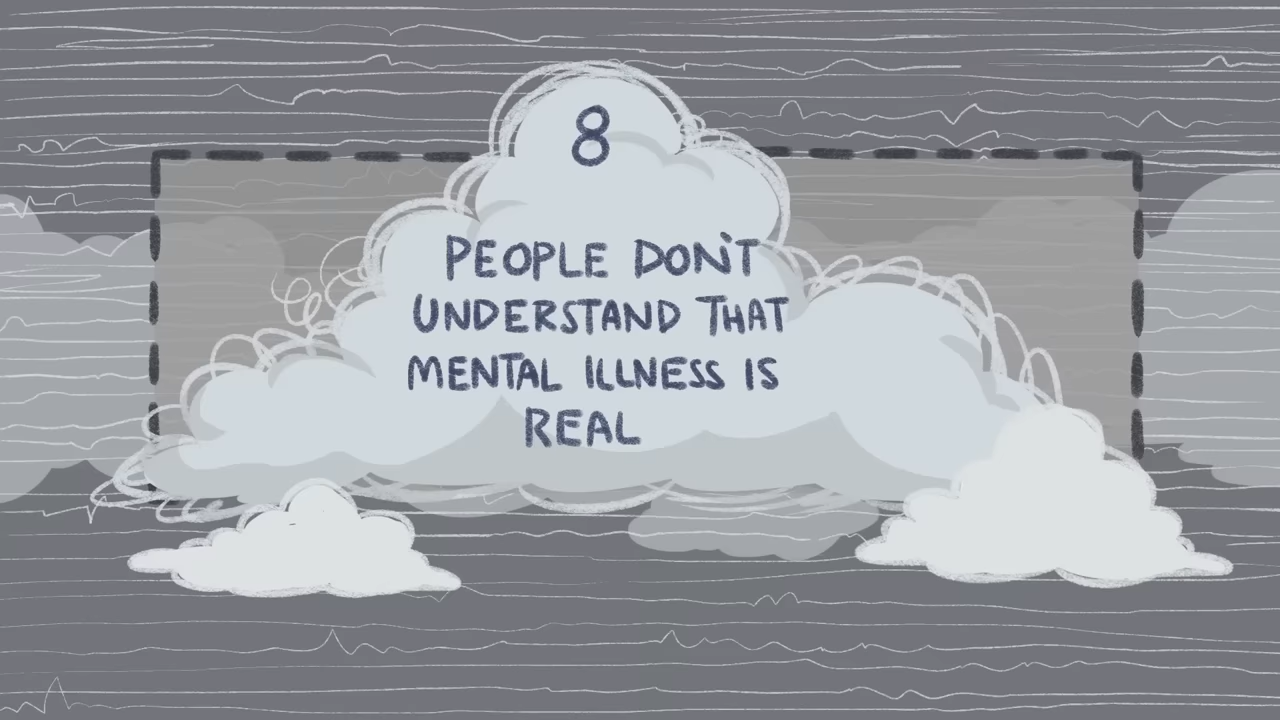 8
PEOPLE DON'T
UNDERSTAND THAT
MENTAL ILLNESS IS
REAL